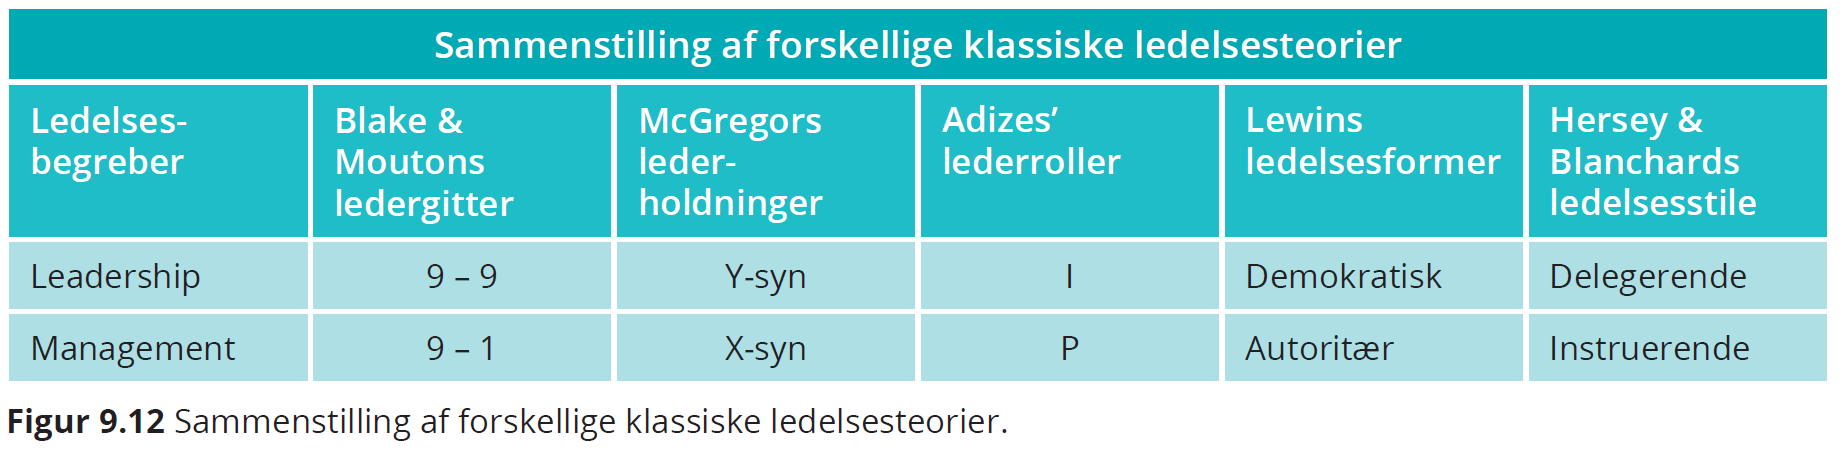 Sammenstilling af forskellige klassiske ledelsesteorier
Ledelses-
begreber
Blake &
Moutons
ledergitter
McGregors
leder-
holdninger
Adizes’
lederroller
Lewins
ledelsesformer
Hersey &
Blanchards
ledelsesstile
Leadership
9 – 9
Y-syn
I
Demokratisk
Delegerende
Management
9 – 1
X-syn
P
Autoritær
Instruerende
Figur 9.12 Sammenstilling af forskellige klassiske ledelsesteorier.